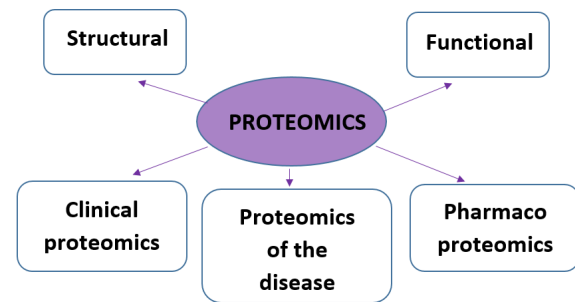 Structural
Functional
PROTEOMICS
Clinical
proteomics
Proteomics
of the
disease
Pharmaco
proteomics